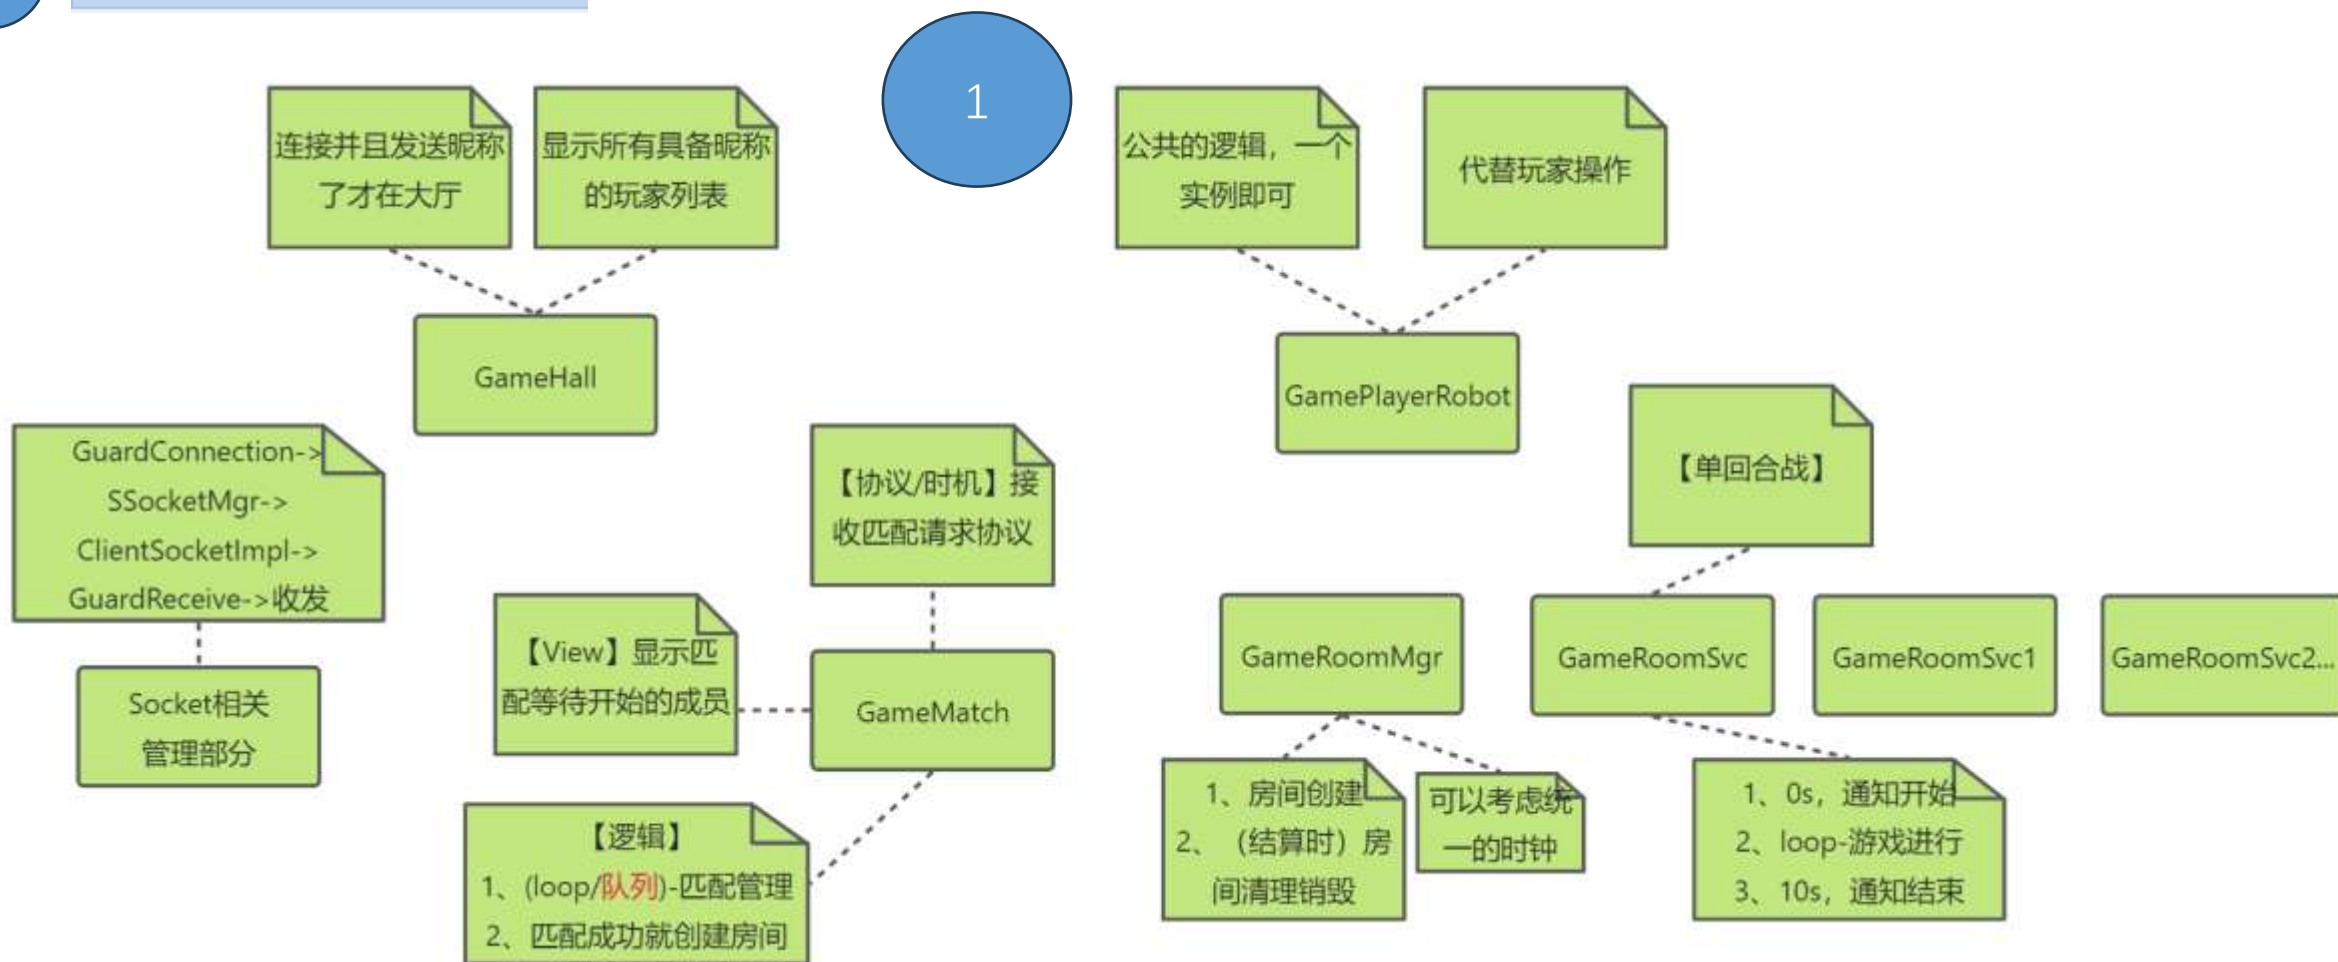 1
连接并且发送昵称
了才在大厅
显示所有具备昵称
的玩家列表
公共的逻辑，一个
实例即可
代替玩家操作
GameHall
GamePlayerRobot
GuardConnection->
SSocketMgr->
ClientSocketImpl->
GuardReceive->收发
【协议/时机】接
收匹配请求协议
【单回合战】
【View】显示匹
配等待开始的成员
Socket相关
管理部分
GameMatch
GameRoomMgr
GameRoomSvc
GameRoomSvc1
GameRoomSvc2...
【逻辑】
1、(loop/队列)-匹配管理
2、匹配成功就创建房间
1、房间创建
2、（结算时）房
间清理销毁
可以考虑统
一的时钟
1、0s，通知开始
2、loop-游戏进行
3、10s，通知结束